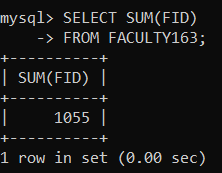 mysql> SELECT SUM(FID)
    -> FROM FACULTY163;
+----------+
| SUM(FID) |
+----------+
|     1055 |
+----------+
1 row in set (0.00 sec)